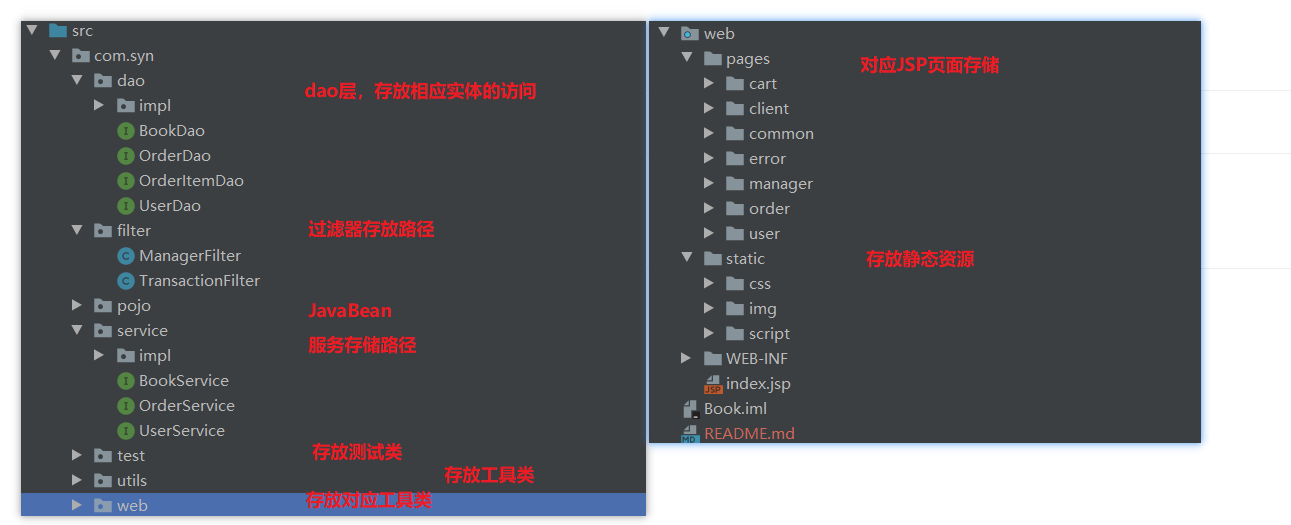 src
com.syn
dao
dao层，存放相应实体的访问
impl
BookDao
OrderDao
OrderItemDao
UserDao
filter
过滤器存放路径
ManagerFilter
TransactionFilter
pojo
JavaBean
service
服务存储路径
impl
BookService
OrderService
UserService
test
存放测试类
utils
存放工具类
web
存放对应工具类
web
pages
对应JSP页面存储
cart
client
common
error
manager
order
user
static
存放静态资源
css
img
script
WEB-INF
index.jsp
Book.iml
README.md